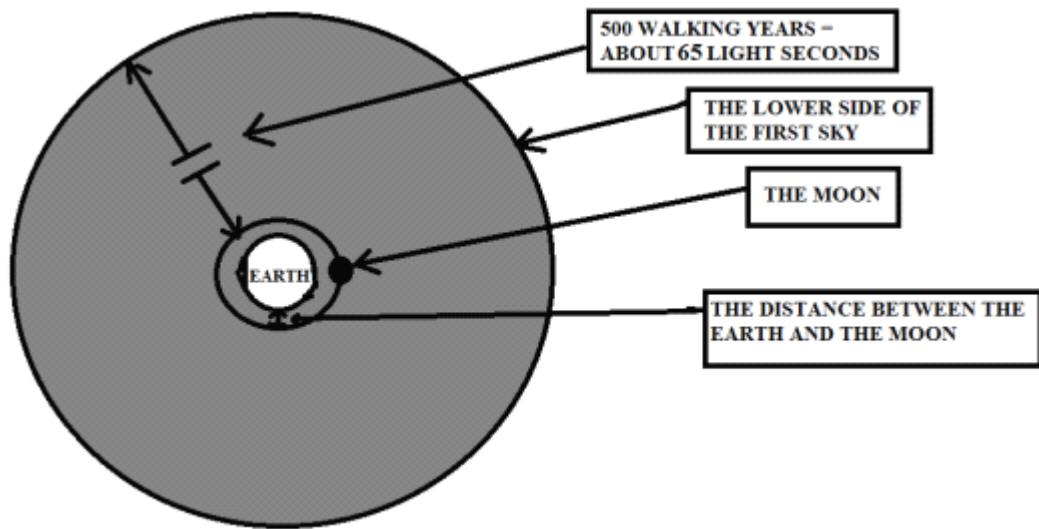 500 WALKING YEARS –
ABOUT 65 LIGHT SECONDS
THE LOWER SIDE OF
THE FIRST SKY
THE MOON
EARTH
THE DISTANCE BETWEEN THE
EARTH AND THE MOON